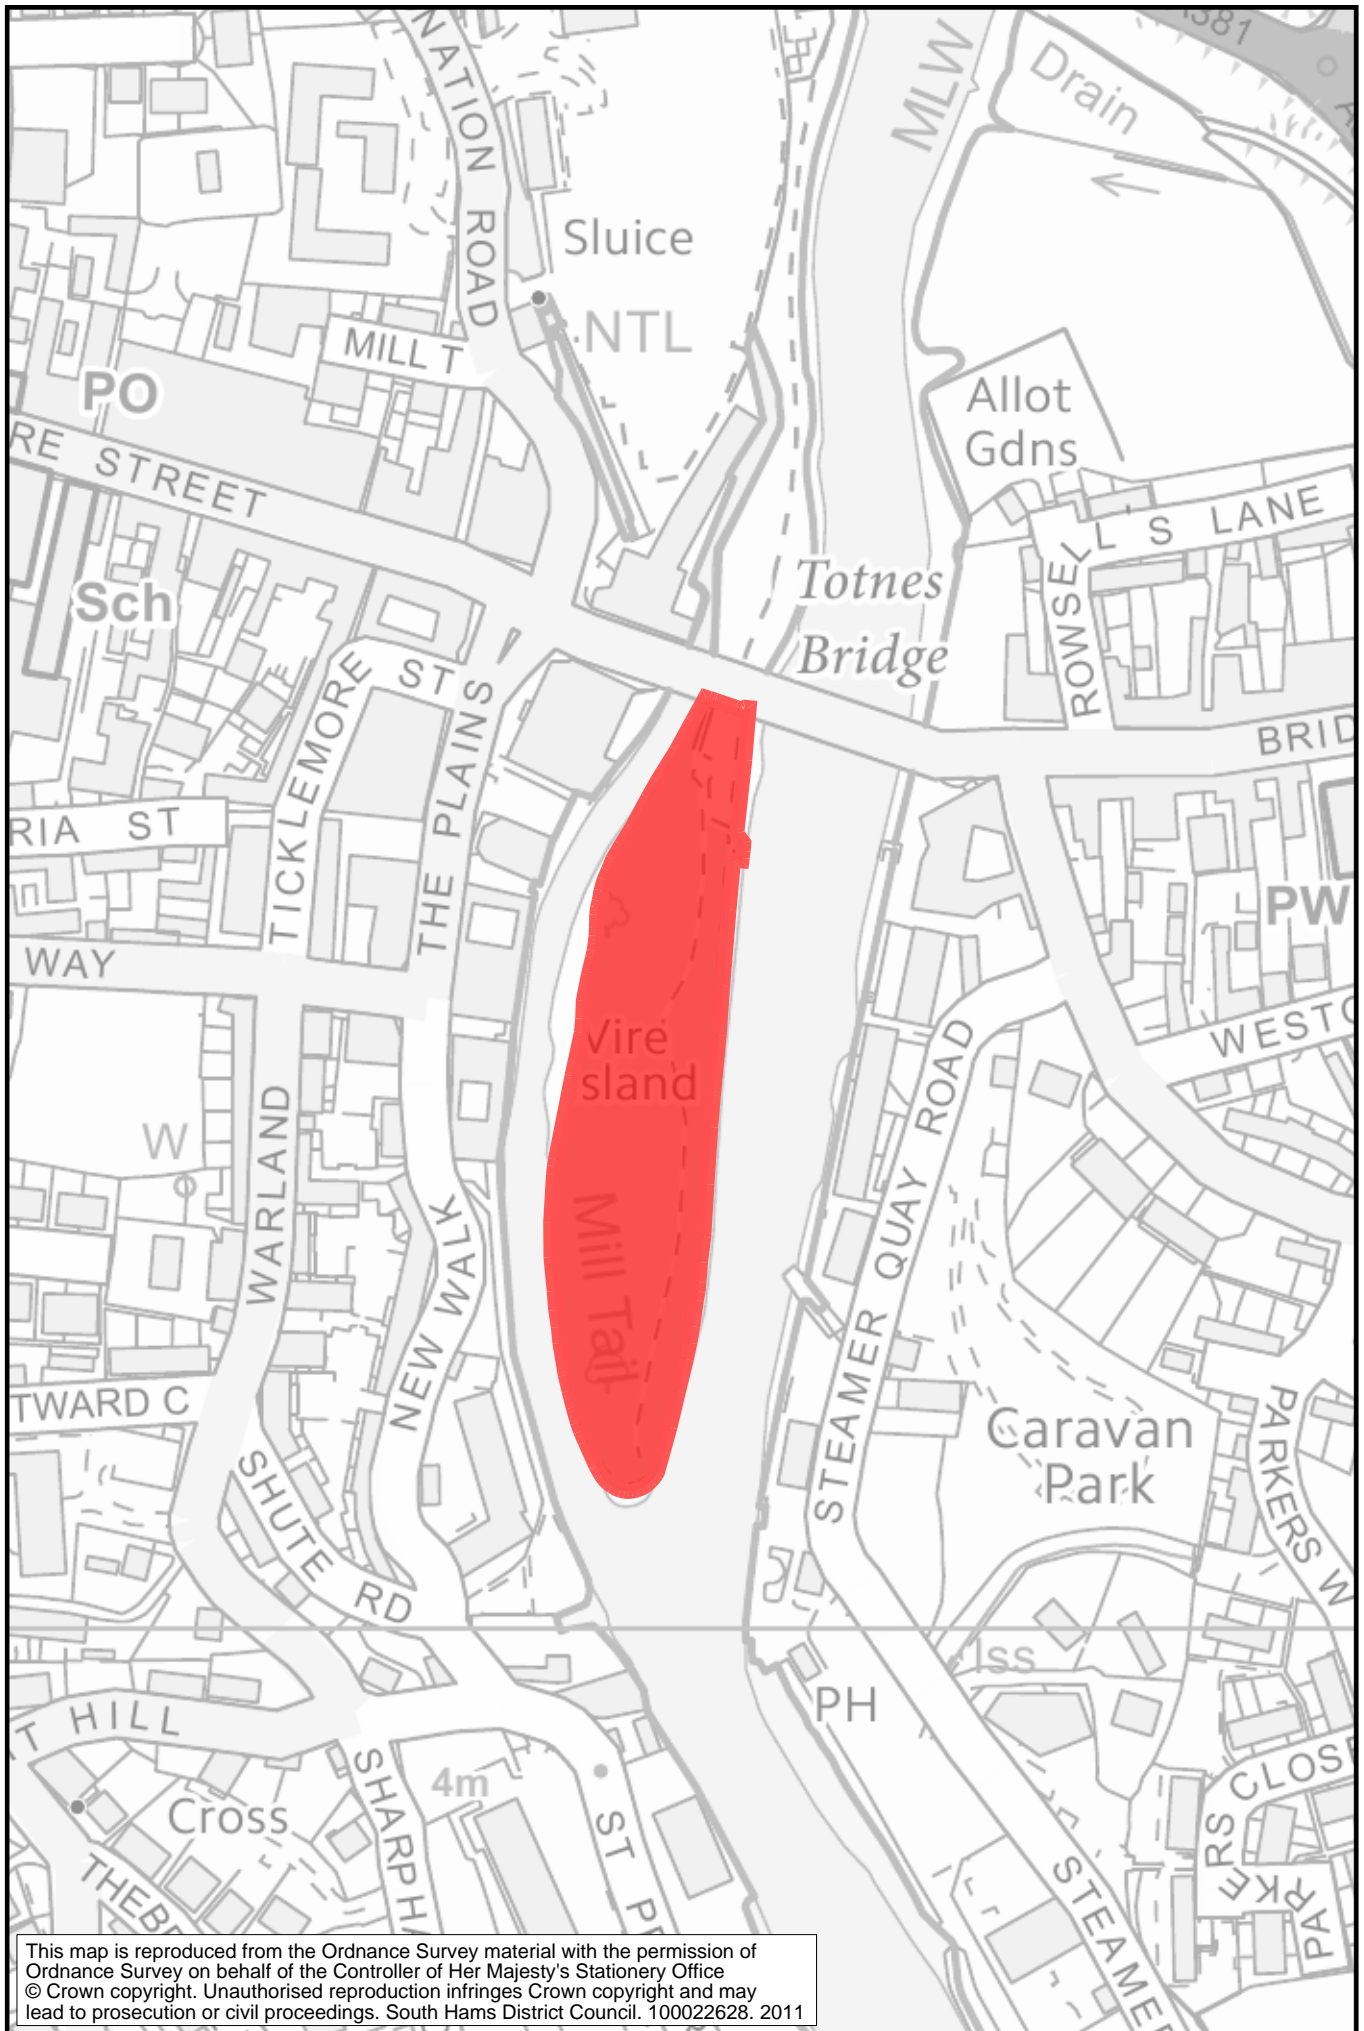 NATION ROAD
MLW
Drain
A381
Sluice
NTL
MILL T
PO
RE STREET
Allot
Gdns
ROWSELL'S LANE
Sch
Totnes
Bridge
TICKLEMORE ST
THE PLAINS
BRID
RIA ST
PW
WAY
WESTO
Vire
sland
W
WARLAND
NEW WALK
Mill Tail
STEAMER QUAY ROAD
TWARD C
Caravan
Park
PARKERS W
SHUTE RD
Iss
PH
T HILL
4m
Cross
SHARPHA
ST PE
THEBE
STEAMER
PARKERS CLOSE
This map is reproduced from the Ordnance Survey material with the permission of
Ordnance Survey on behalf of the Controller of Her Majesty's Stationery Office
© Crown copyright. Unauthorised reproduction infringes Crown copyright and may
lead to prosecution or civil proceedings. South Hams District Council. 100022628. 2011